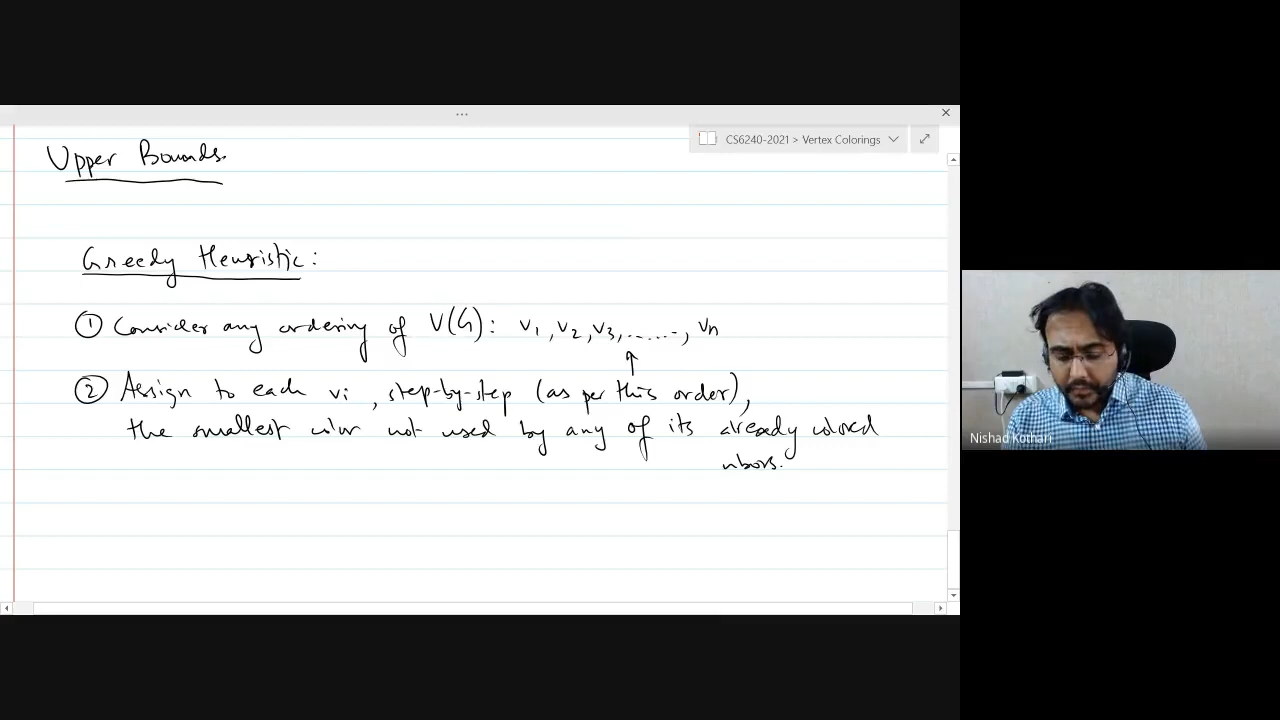 CS6240-2021 > Vertex Colorings
Upper Bounds.
Greedy Heuristic:
① Consider any ordering of V(G): v1, v2, v3, ......, vn
② Assign to each vi, step-by-step (as per this order),
the smallest color not used by any of its already colored
nbors.
Nishad Kothari